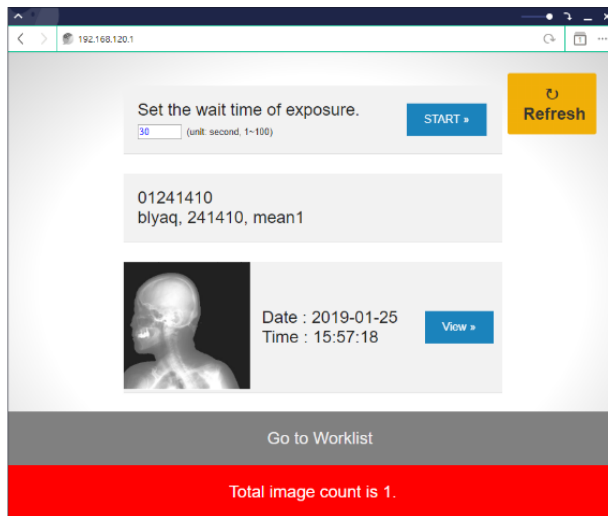 192.168.120.1
Set the wait time of exposure.
30 (unit: second, 1~100)
START »
Refresh
01241410
blyaq, 241410, mean1
Date : 2019-01-25
Time : 15:57:18
View »
Go to Worklist
Total image count is 1.